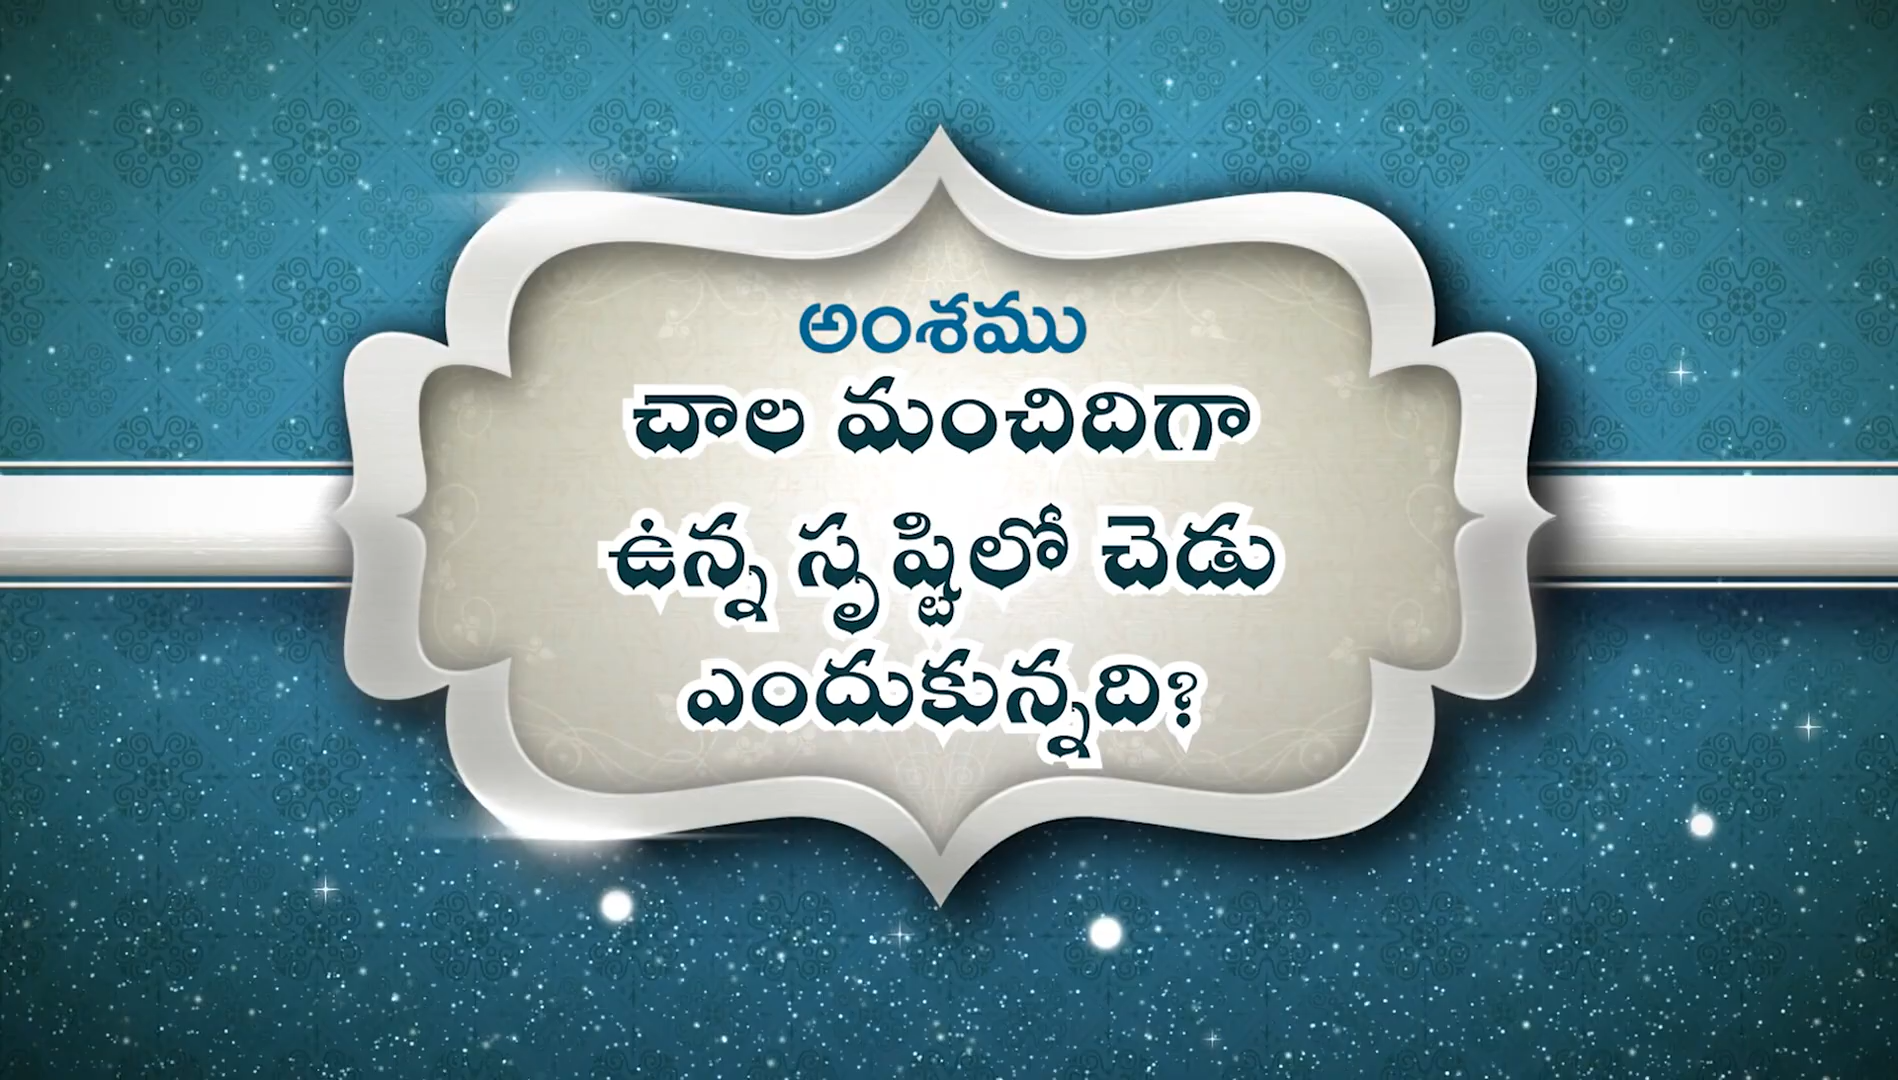 అంశము
చాల మంచిదిగా
ఉన్న సృష్టిలో చెడు
ఎందుకున్నది?